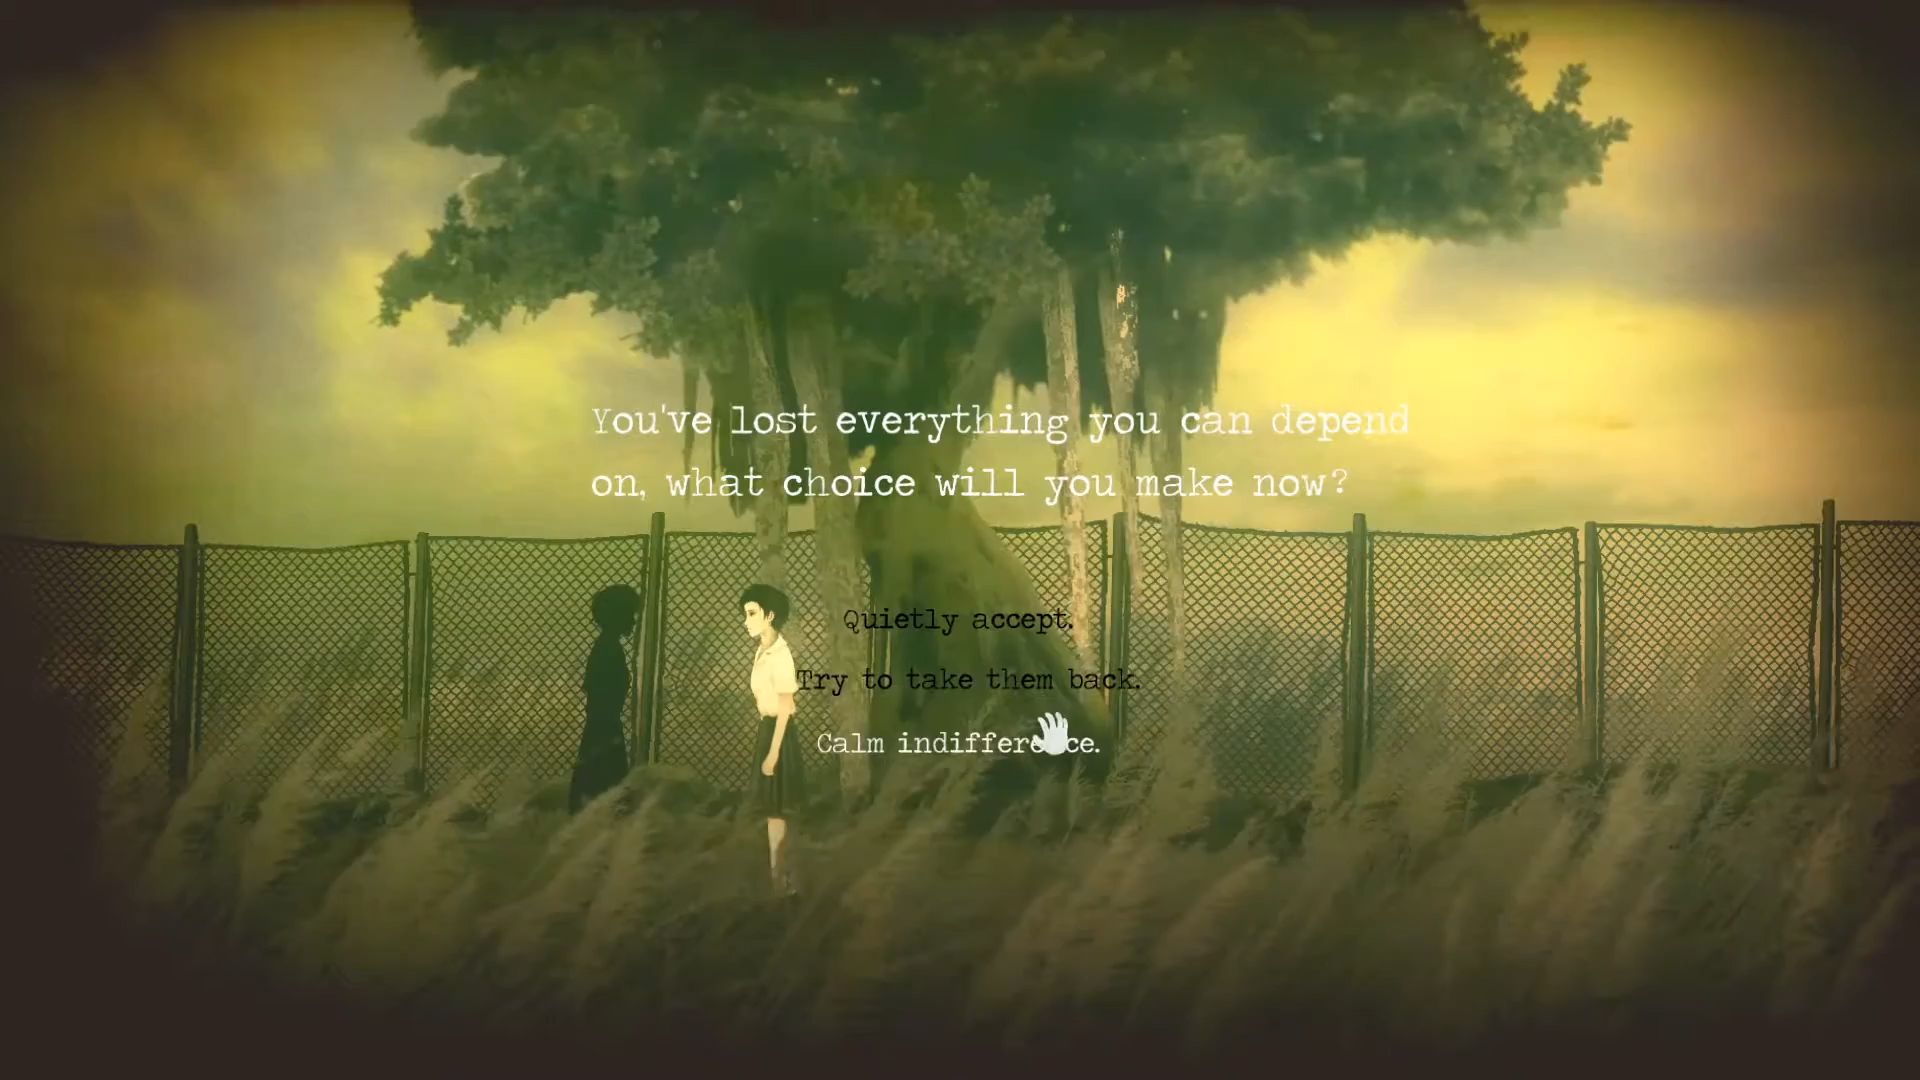 You've lost everything you can depend
on, what choice will you make now?
Quietly accept.
Try to take them back.
Calm indifference.